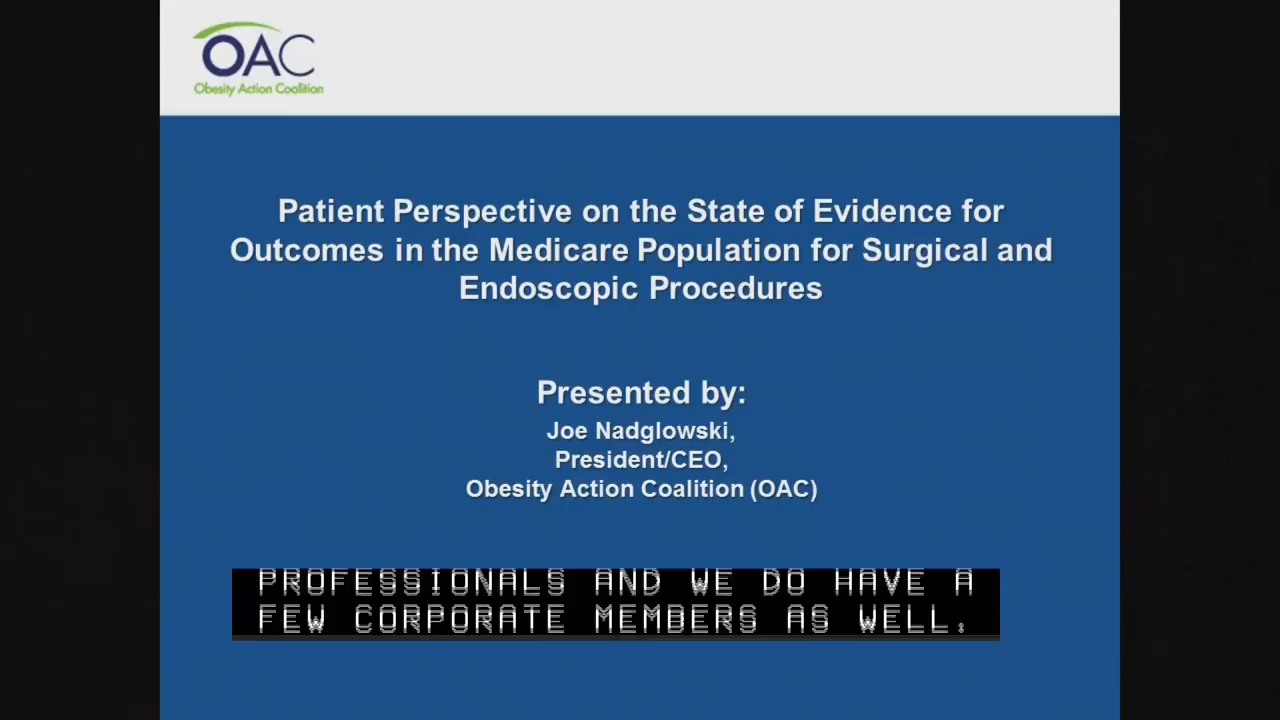 OAC
Obesity Action Coalition
Patient Perspective on the State of Evidence for
Outcomes in the Medicare Population for Surgical and
Endoscopic Procedures
Presented by:
Joe Nadglowski,
President/CEO,
Obesity Action Coalition (OAC)
PROFESSIONALS AND WE DO HAVE A
FEW CORPORATE MEMBERS AS WELL.